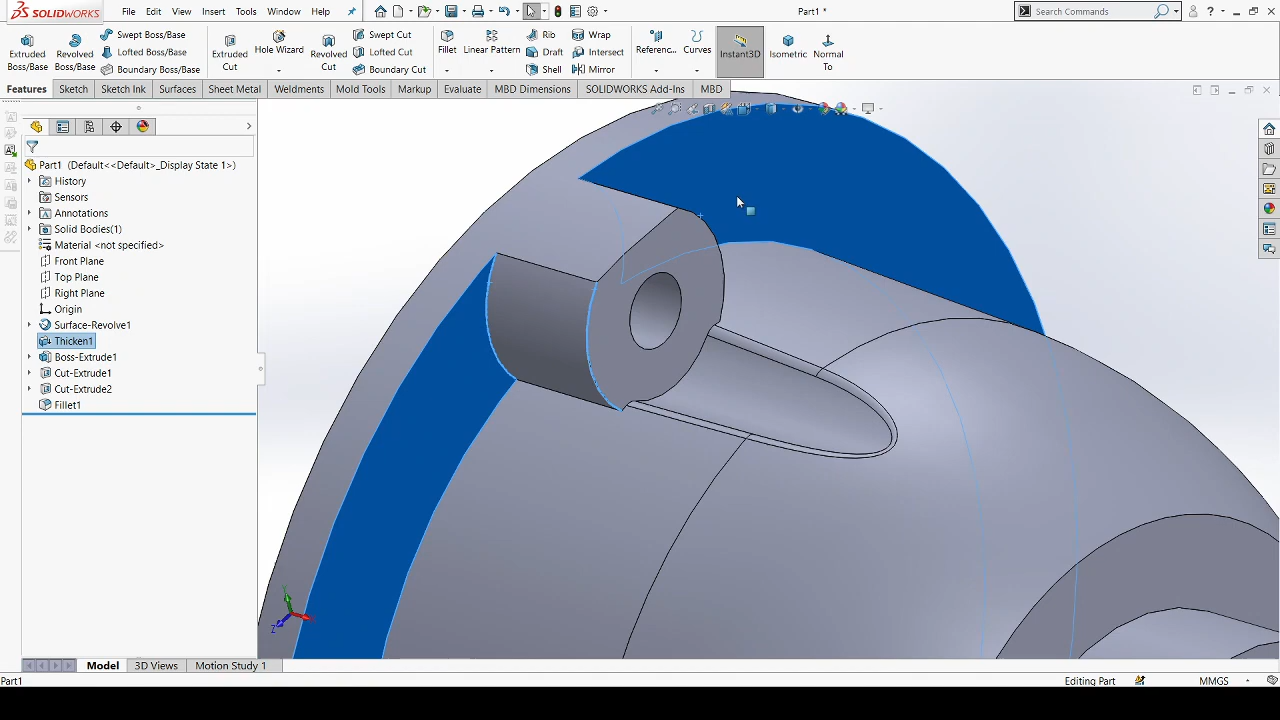 SOLIDWORKS File Edit View Insert Tools Window Help Part1 * Search Commands
Extruded Boss/Base Revolved Boss/Base Swept Boss/Base Lofted Boss/Base Boundary Boss/Base Extruded Cut Hole Wizard Revolved Cut Swept Cut Lofted Cut Boundary Cut Fillet Linear Pattern Rib Draft Shell Wrap Intersect Mirror Referenc... Curves Instant3D Isometric Normal To
Features Sketch Sketch Ink Surfaces Sheet Metal Weldments Mold Tools Markup Evaluate MBD Dimensions SOLIDWORKS Add-Ins MBD
Part1 (Default<<Default>_Display State 1>)
History
Sensors
Annotations
Solid Bodies(1)
Material <not specified>
Front Plane
Top Plane
Right Plane
Origin
Surface-Revolve1
Thicken1
Boss-Extrude1
Cut-Extrude1
Cut-Extrude2
Fillet1
Y
Z
Model 3D Views Motion Study 1
Part1 Editing Part MMGS